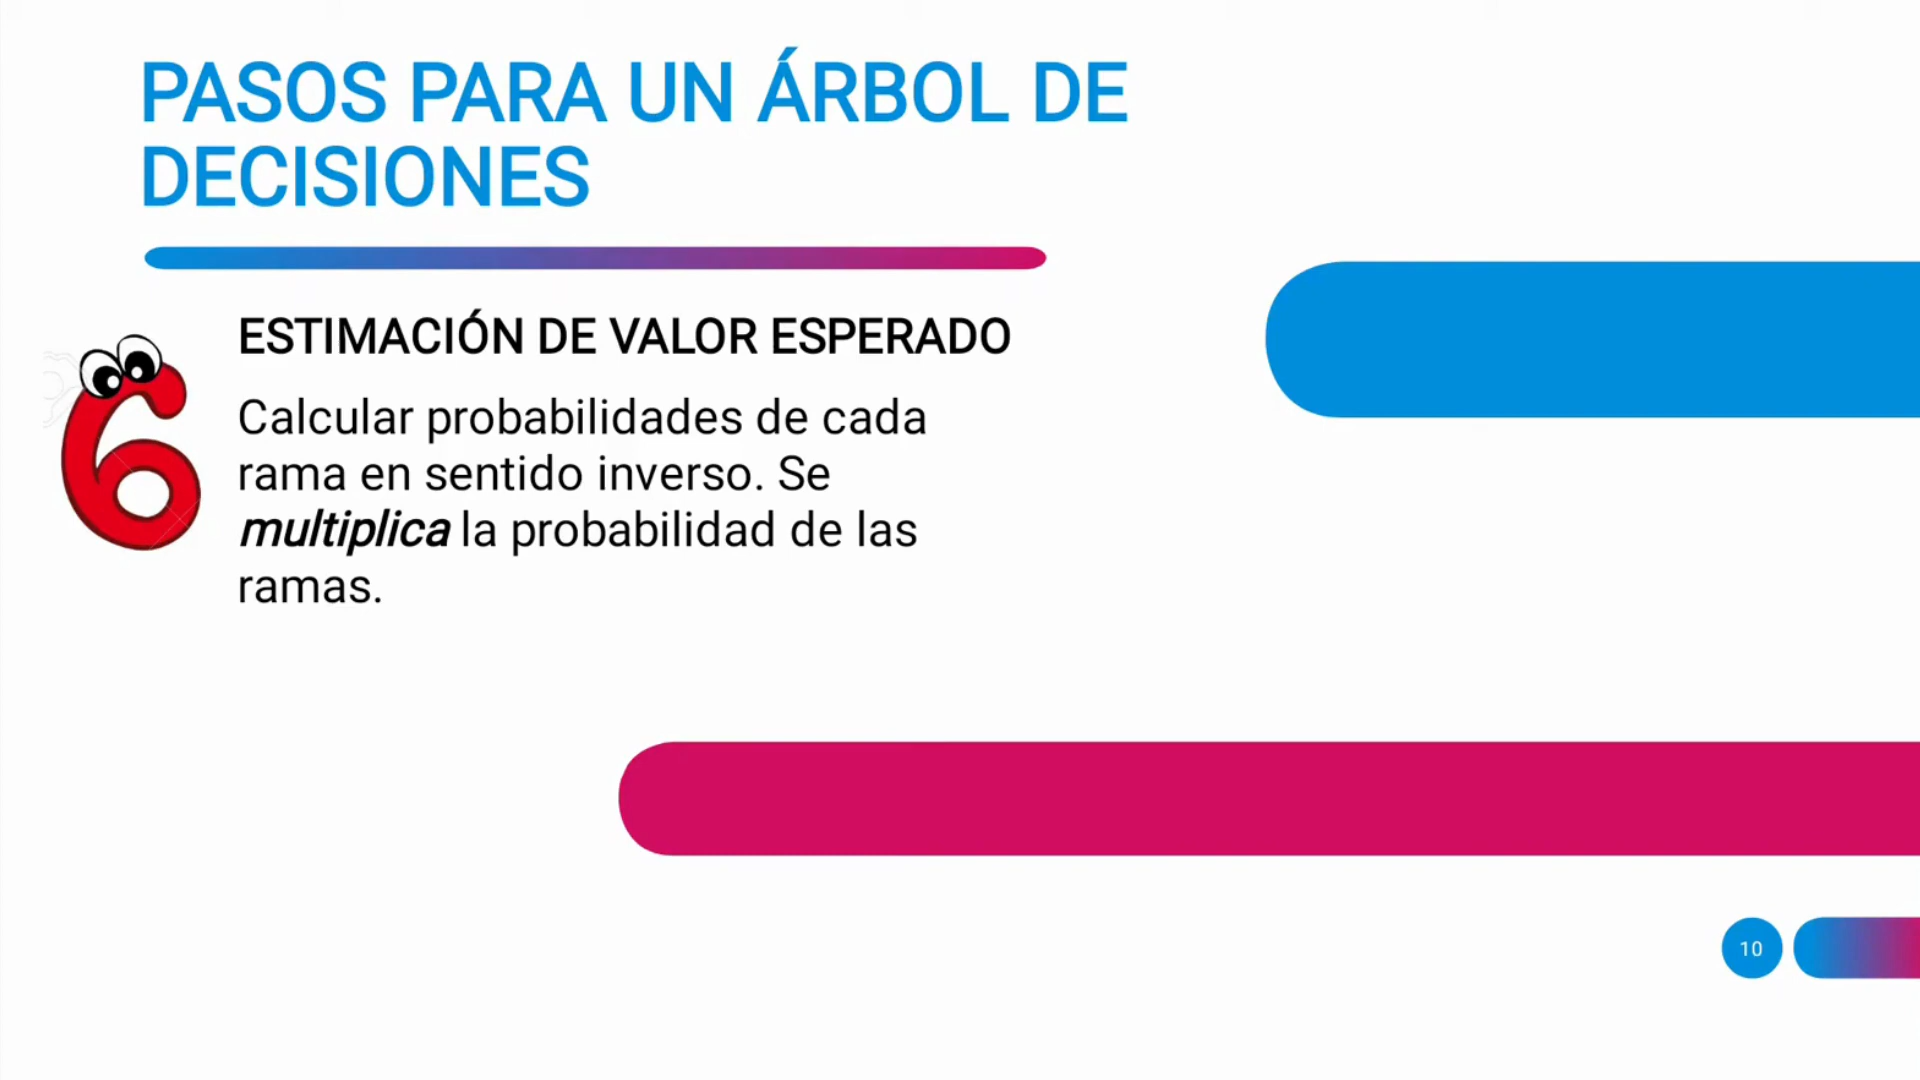 PASOS PARA UN ÁRBOL DE
DECISIONES
6
ESTIMACIÓN DE VALOR ESPERADO
Calcular probabilidades de cada
rama en sentido inverso. Se
multiplica la probabilidad de las
ramas.
10